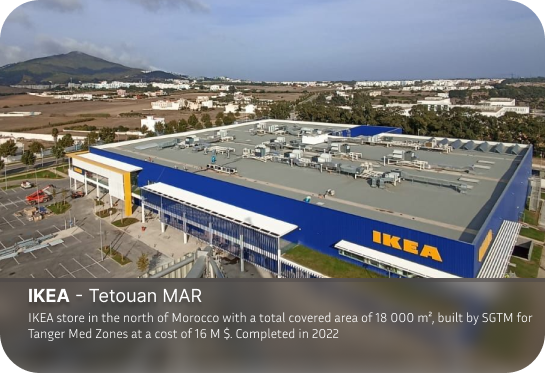 IKEA
IKEA - Tetouan MAR
IKEA store in the north of Morocco with a total covered area of 18 000 m², built by SGTM for
Tanger Med Zones at a cost of 16 M $. Completed in 2022